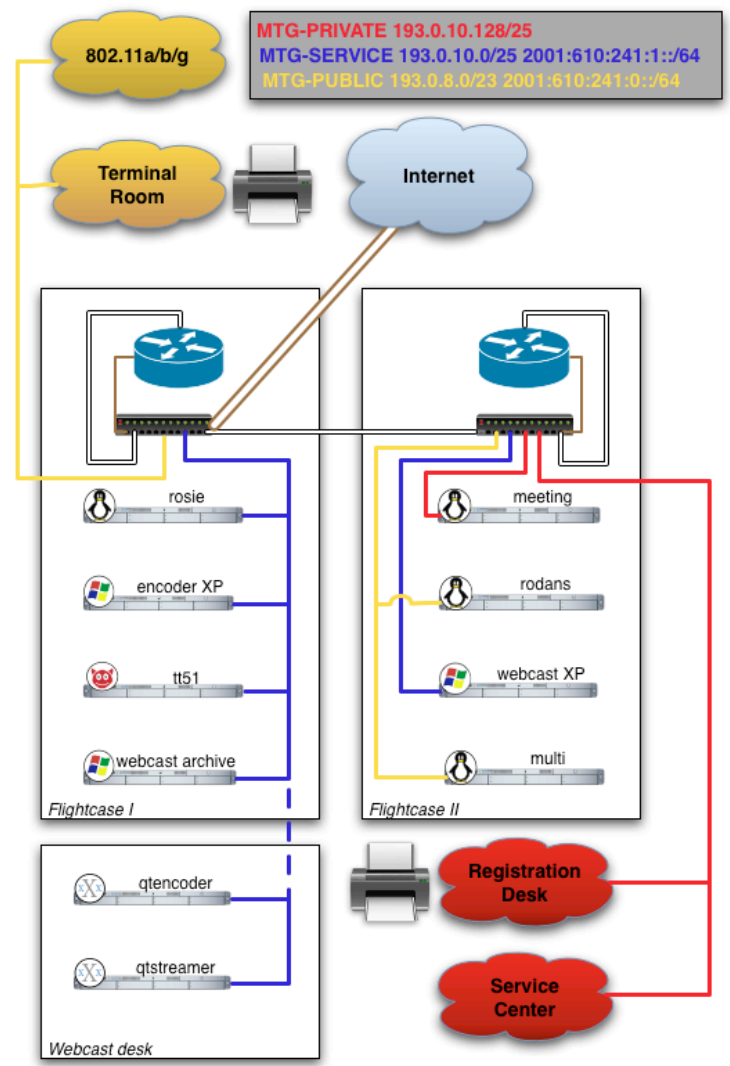 802.11a/b/g
MTG-PRIVATE 193.0.10.128/25
MTG-SERVICE 193.0.10.0/25 2001:610:241:1::/64
MTG-PUBLIC 193.0.8.0/23 2001:610:241:0::/64
Terminal
Room
Internet
rosie
encoder XP
tt51
webcast archive
Flightcase I
meeting
rodans
webcast XP
multi
Flightcase II
qtencoder
qtstreamer
Webcast desk
Registration
Desk
Service
Center